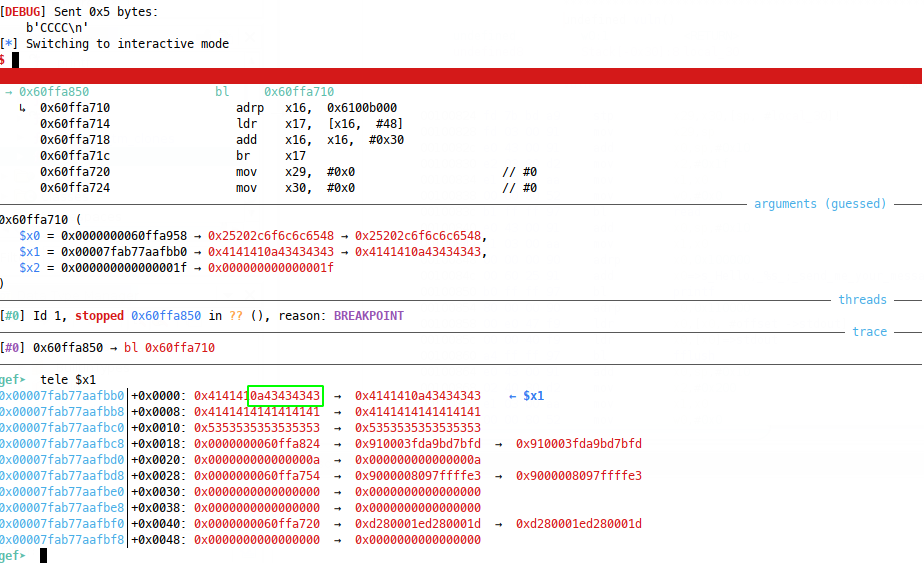 [DEBUG] Sent 0x5 bytes:
    b'CCCC\n'
[*] Switching to interactive mode
$
→ 0x60ffa850                  bl     0x60ffa710
  ↳  0x60ffa710                  adrp   x16,  0x6100b000
     0x60ffa714                  ldr    x17,  [x16,  #48]
     0x60ffa718                  add    x16,  x16,  #0x30
     0x60ffa71c                  br     x17
     0x60ffa720                  mov    x29,  #0x0                    // #0
     0x60ffa724                  mov    x30,  #0x0                    // #0
arguments (guessed)
0x60ffa710 (
   $x0 = 0x0000000060ffa958 → 0x25202c6f6c6c6548 → 0x25202c6f6c6c6548,
   $x1 = 0x00007fab77aafbb0 → 0x4141410a43434343 → 0x4141410a43434343,
   $x2 = 0x000000000000001f → 0x000000000000001f
)
threads
[#0] Id 1, stopped 0x60ffa850 in ?? (), reason: BREAKPOINT
trace
[#0] 0x60ffa850 → bl 0x60ffa710
gef➤  tele $x1
0x00007fab77aafbb0│+0x0000: 0x4141410a43434343  →  0x4141410a43434343    ← $x1
0x00007fab77aafbb8│+0x0008: 0x4141414141414141  →  0x4141414141414141
0x00007fab77aafbc0│+0x0010: 0x5353535353535353  →  0x5353535353535353
0x00007fab77aafbc8│+0x0018: 0x0000000060ffa824  →  0x910003fda9bd7bfd  →  0x910003fda9bd7bfd
0x00007fab77aafbd0│+0x0020: 0x000000000000000a  →  0x000000000000000a
0x00007fab77aafbd8│+0x0028: 0x0000000060ffa754  →  0x9000008097ffffe3  →  0x9000008097ffffe3
0x00007fab77aafbe0│+0x0030: 0x0000000000000000  →  0x0000000000000000
0x00007fab77aafbe8│+0x0038: 0x0000000000000000  →  0x0000000000000000
0x00007fab77aafbf0│+0x0040: 0x0000000060ffa720  →  0xd280001ed280001d  →  0xd280001ed280001d
0x00007fab77aafbf8│+0x0048: 0x0000000000000000  →  0x0000000000000000
gef➤